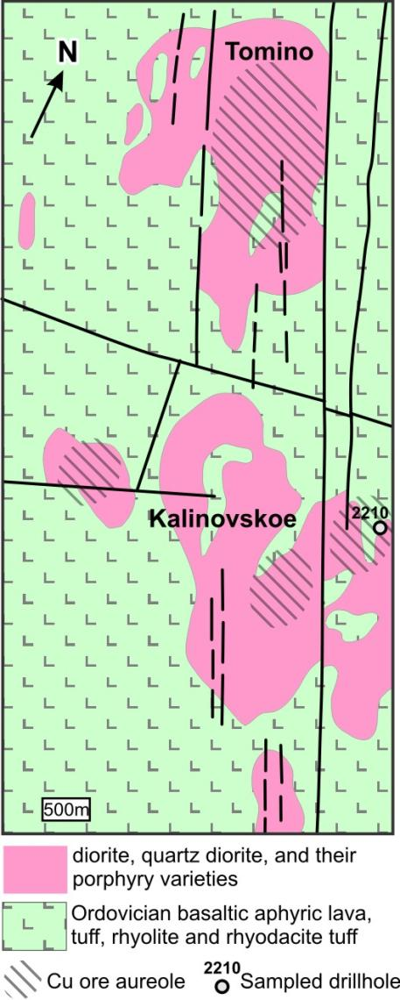 N
Tomino
Kalinovskoe
2210
500m
diorite, quartz diorite, and their
porphyry varieties
Ordovician basaltic aphyric lava,
tuff, rhyolite and rhyodacite tuff
Cu ore aureole
2210
Sampled drillhole